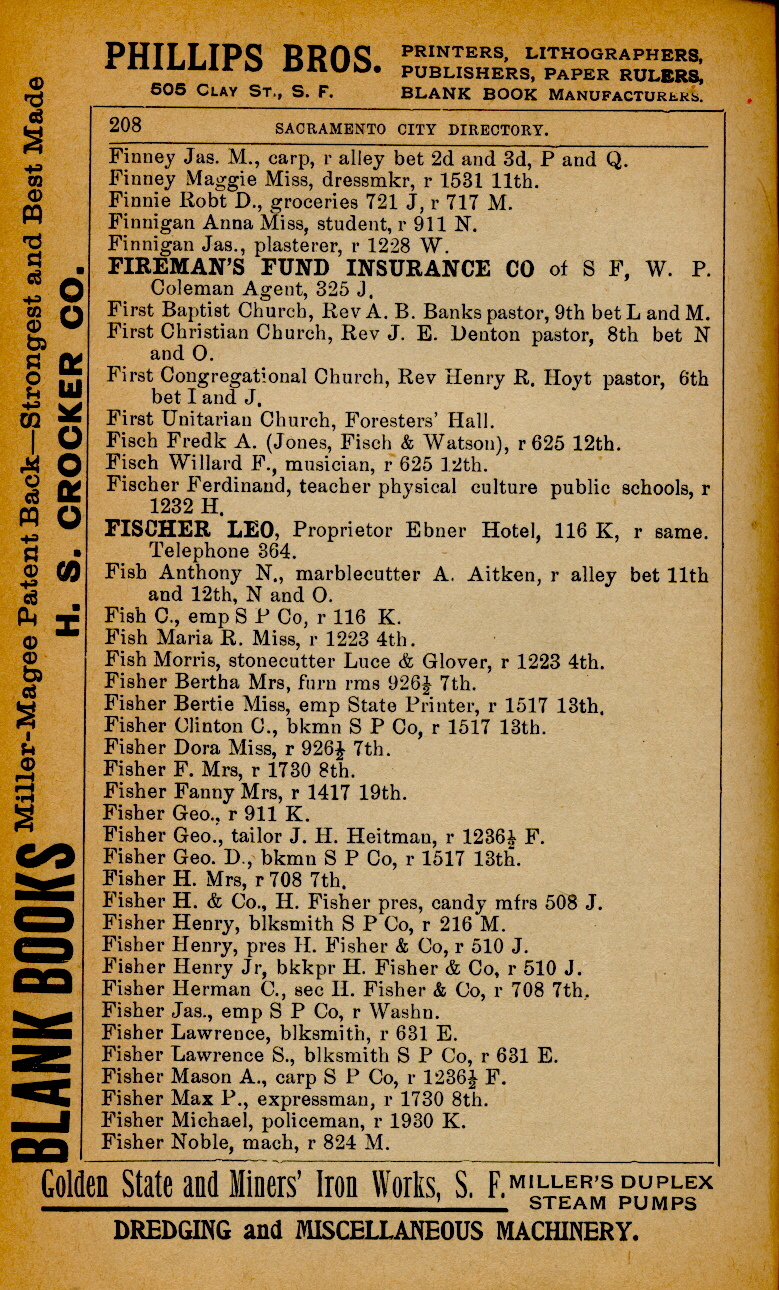 PHILLIPS BROS.
505 CLAY ST., S. F.
PRINTERS, LITHOGRAPHERS,
PUBLISHERS, PAPER RULERS,
BLANK BOOK MANUFACTURERS.
208
SACRAMENTO CITY DIRECTORY.
Finney Jas. M., carp, r alley bet 2d and 3d, P and Q.
Finney Maggie Miss, dressmkr, r 1531 11th.
Finnie Robt D., groceries 721 J, r 717 M.
Finnigan Anna Miss, student, r 911 N.
Finnigan Jas., plasterer, r 1228 W.
FIREMAN'S FUND INSURANCE CO of S F, W. P.
Coleman Agent, 325 J.
First Baptist Church, Rev A. B. Banks pastor, 9th bet L and M.
First Christian Church, Rev J. E. Denton pastor, 8th bet N
and O.
First Congregational Church, Rev Henry R. Hoyt pastor, 6th
bet I and J.
First Unitarian Church, Foresters' Hall.
Fisch Fredk A. (Jones, Fisch & Watson), r 625 12th.
Fisch Willard F., musician, r 625 12th.
Fischer Ferdinand, teacher physical culture public schools, r
1232 H.
FISCHER LEO, Proprietor Ebner Hotel, 116 K, r same.
Telephone 364.
Fish Anthony N., marblecutter A. Aitken, r alley bet 11th
and 12th, N and O.
Fish C., emp S P Co, r 116 K.
Fish Maria R. Miss, r 1223 4th.
Fish Morris, stonecutter Luce & Glover, r 1223 4th.
Fisher Bertha Mrs, furn rms 926½ 7th.
Fisher Bertie Miss, emp State Printer, r 1517 13th.
Fisher Clinton C., bkmn S P Co, r 1517 13th.
Fisher Dora Miss, r 926½ 7th.
Fisher F. Mrs, r 1730 8th.
Fisher Fanny Mrs, r 1417 19th.
Fisher Geo., r 911 K.
Fisher Geo., tailor J. H. Heitman, r 1236½ F.
Fisher Geo. D., bkmn S P Co, r 1517 13th.
Fisher H. Mrs, r 708 7th.
Fisher H. & Co., H. Fisher pres, candy mfrs 508 J.
Fisher Henry, blksmith S P Co, r 216 M.
Fisher Henry, pres H. Fisher & Co, r 510 J.
Fisher Henry Jr, bkkpr H. Fisher & Co, r 510 J.
Fisher Herman C., sec H. Fisher & Co, r 708 7th.
Fisher Jas., emp S P Co, r Washn.
Fisher Lawrence, blksmith, r 631 E.
Fisher Lawrence S., blksmith S P Co, r 631 E.
Fisher Mason A., carp S P Co, r 1236½ F.
Fisher Max P., expressman, r 1730 8th.
Fisher Michael, policeman, r 1930 K.
Fisher Noble, mach, r 824 M.
BLANK BOOKS
Miller-Magee Patent Back—Strongest and Best Made
H. S. CROCKER CO.
Golden State and Miners' Iron Works, S. F.
MILLER'S DUPLEX
STEAM PUMPS
DREDGING and MISCELLANEOUS MACHINERY.